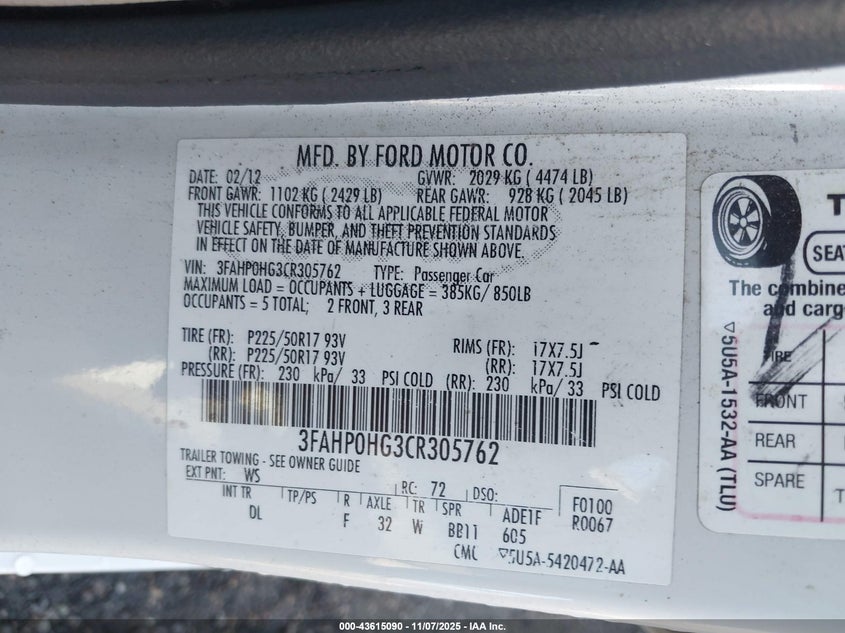 MFD. BY FORD MOTOR CO.
DATE: 02/12 GVWR: 2029 KG ( 4474 LB)
FRONT GAWR: 1102 KG ( 2429 LB) REAR GAWR: 928 KG ( 2045 LB)
THIS VEHICLE CONFORMS TO ALL APPLICABLE FEDERAL MOTOR
VEHICLE SAFETY, BUMPER, AND THEFT PREVENTION STANDARDS
IN EFFECT ON THE DATE OF MANUFACTURE SHOWN ABOVE.
VIN: 3FAHP0HG3CR305762 TYPE: Passenger Car
MAXIMUM LOAD = OCCUPANTS + LUGGAGE = 385KG/ 850LB
OCCUPANTS = 5 TOTAL; 2 FRONT, 3 REAR
TIRE (FR): P225/50R17 93V RIMS (FR): 17X7.5J
(RR): P225/50R17 93V (RR): 17X7.5J
PRESSURE (FR): 230 kPa/ 33 PSI COLD (RR): 230 kPa/ 33 PSI COLD
3FAHP0HG3CR305762
TRAILER TOWING - SEE OWNER GUIDE
EXT PNT: WS RC: 72 DSO:
INT TR TP/PS R AXLE TR SPR ADE1F F0100
DL F 32 W BB11 605 R0067
CMC ▽5U5A-5420472-AA
SEAT
The combine
and carg
▽5U5A-1532-AA (TLU)
TIRE
FRONT
REAR
SPARE
000-43615090 - 11/07/2025 - IAA Inc.